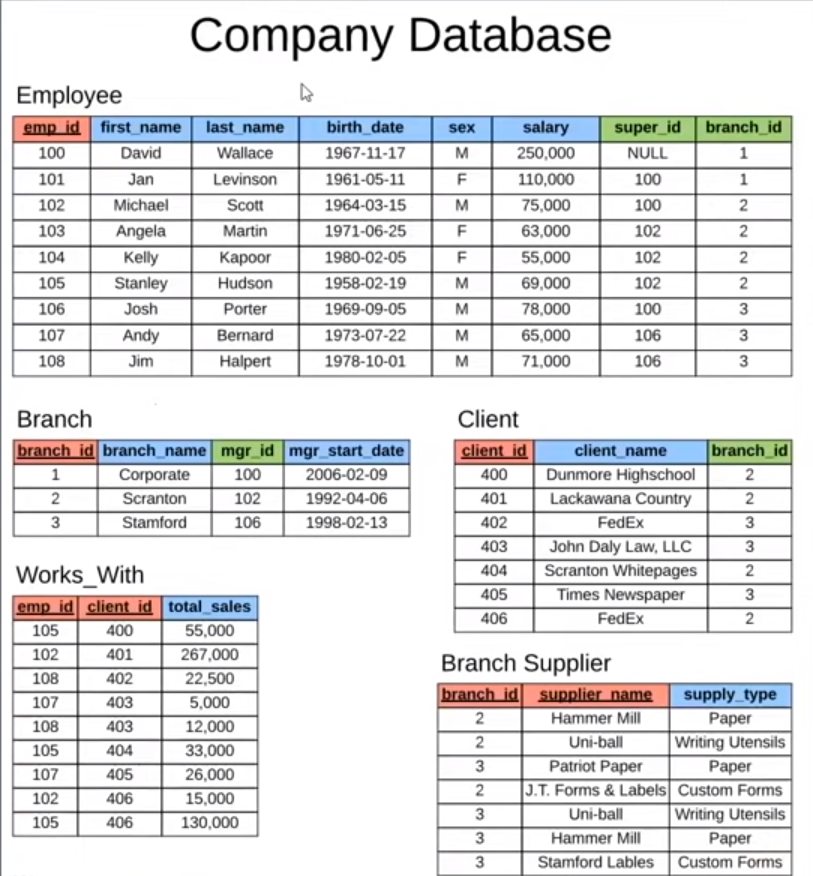 Company Database
Employee
emp_id first_name last_name birth_date sex salary super_id branch_id
100 David Wallace 1967-11-17 M 250,000 NULL 1
101 Jan Levinson 1961-05-11 F 110,000 100 1
102 Michael Scott 1964-03-15 M 75,000 100 2
103 Angela Martin 1971-06-25 F 63,000 102 2
104 Kelly Kapoor 1980-02-05 F 55,000 102 2
105 Stanley Hudson 1958-02-19 M 69,000 102 2
106 Josh Porter 1969-09-05 M 78,000 100 3
107 Andy Bernard 1973-07-22 M 65,000 106 3
108 Jim Halpert 1978-10-01 M 71,000 106 3
Branch
branch_id branch_name mgr_id mgr_start_date
1 Corporate 100 2006-02-09
2 Scranton 102 1992-04-06
3 Stamford 106 1998-02-13
Works_With
emp_id client_id total_sales
105 400 55,000
102 401 267,000
108 402 22,500
107 403 5,000
108 403 12,000
105 404 33,000
107 405 26,000
102 406 15,000
105 406 130,000
Client
client_id client_name branch_id
400 Dunmore Highschool 2
401 Lackawana Country 2
402 FedEx 3
403 John Daly Law, LLC 3
404 Scranton Whitepages 2
405 Times Newspaper 3
406 FedEx 2
Branch Supplier
branch_id supplier_name supply_type
2 Hammer Mill Paper
2 Uni-ball Writing Utensils
3 Patriot Paper Paper
2 J.T. Forms & Labels Custom Forms
3 Uni-ball Writing Utensils
3 Hammer Mill Paper
3 Stamford Lables Custom Forms